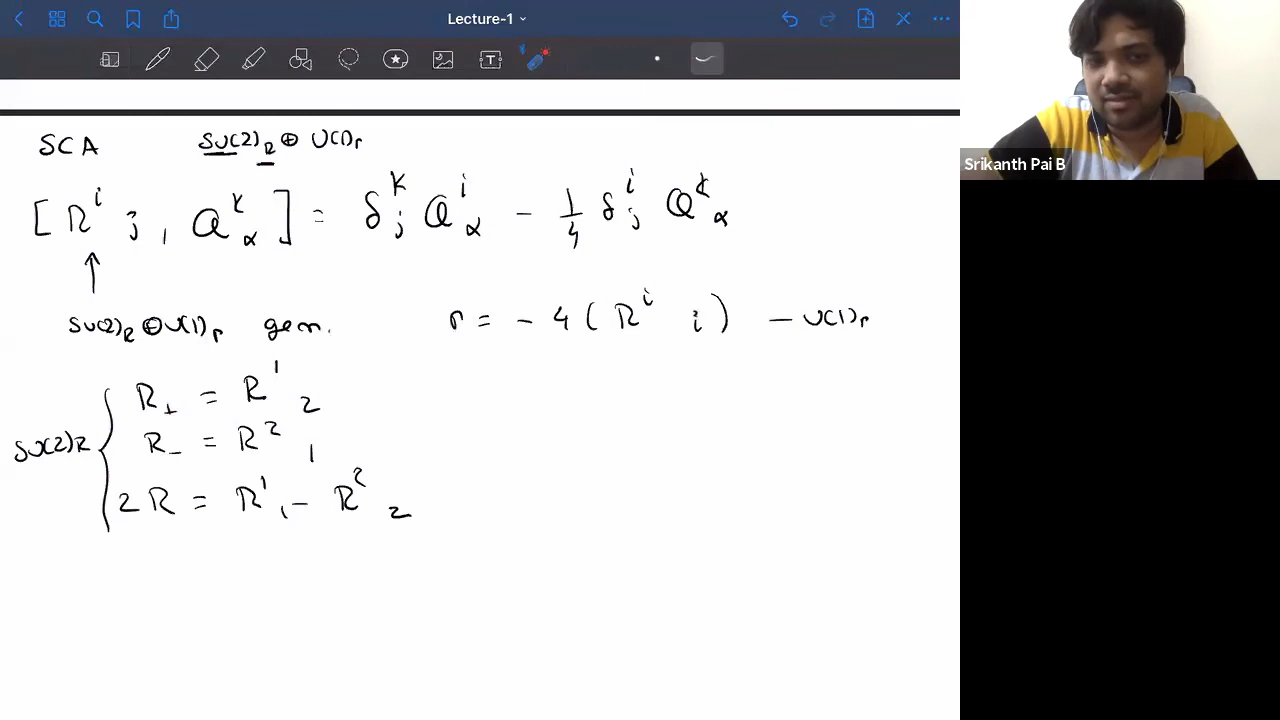 Lecture-1
Srikanth Pai B
SCA SU(2)_R ⊕ U(1)_r
[R^i_j, Q^k_α] = δ^k_j Q^i_α - 1/4 δ^i_j Q^k_α
↑
SU(2)_R ⊕ U(1)_r gen. r = - 4 (R^i_i) — U(1)_r
R_+ = R^1_2
SU(2)_R { R_- = R^2_1
2R = R^1_1 - R^2_2